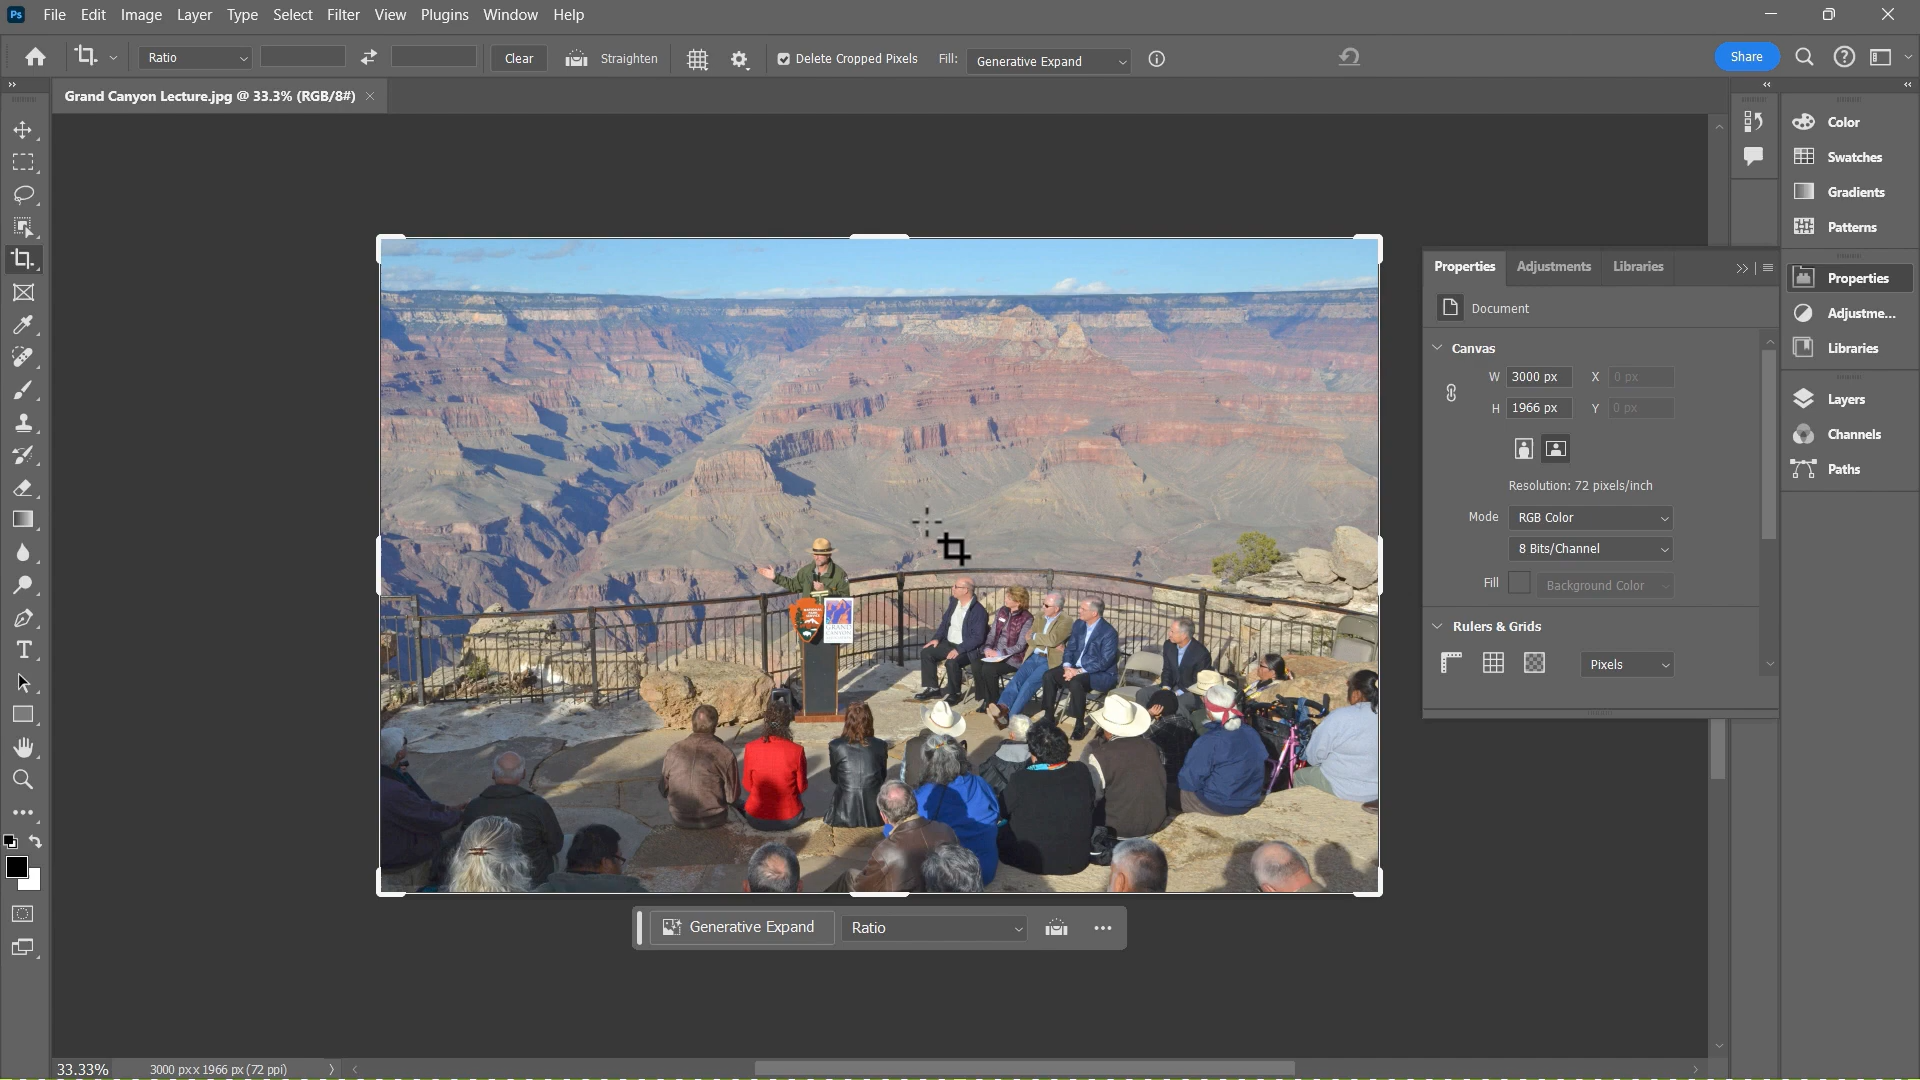 Ps File Edit Image Layer Type Select Filter View Plugins Window Help
Ratio Clear Straighten Delete Cropped Pixels Fill: Generative Expand Share
Grand Canyon Lecture.jpg @ 33.3% (RGB/8#)
Color
Swatches
Gradients
Patterns
Properties
Adjustme...
Libraries
Layers
Channels
Paths
Properties Adjustments Libraries
Document
Canvas
W 3000 px X 0 px
H 1966 px Y 0 px
Resolution: 72 pixels/inch
Mode RGB Color
8 Bits/Channel
Fill Background Color
Rulers & Grids
Pixels
GRAND
CANYON
T
Generative Expand Ratio
33.33% 3000 px x 1966 px (72 ppi)